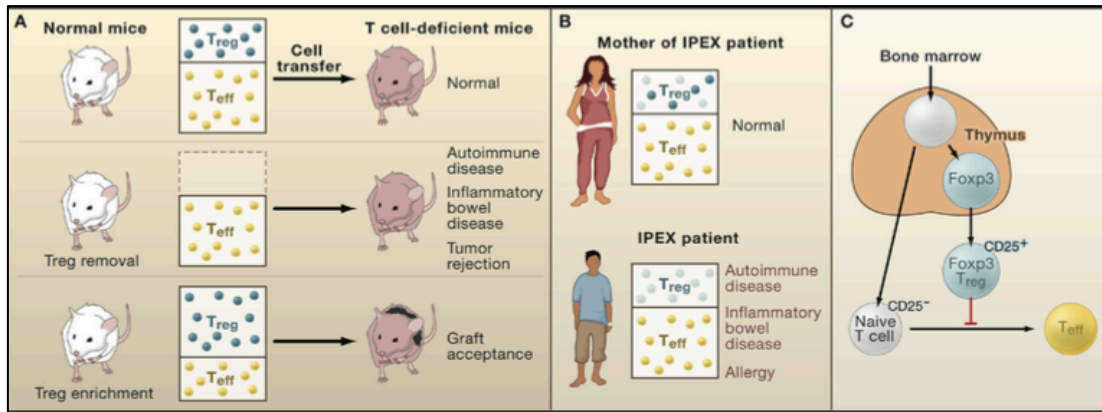 A
Normal mice
T cell-deficient mice
Treg
Cell
transfer
Teff
Normal
Treg removal
Teff
Autoimmune
disease
Inflammatory
bowel
disease
Tumor
rejection
Treg enrichment
Treg
Teff
Graft
acceptance
B
Mother of IPEX patient
Treg
Teff
Normal
IPEX patient
Treg
Teff
Autoimmune
disease
Inflammatory
bowel
disease
Allergy
C
Bone marrow
Thymus
Foxp3
CD25+
Foxp3
Treg
CD25-
Naive
T cell
Teff